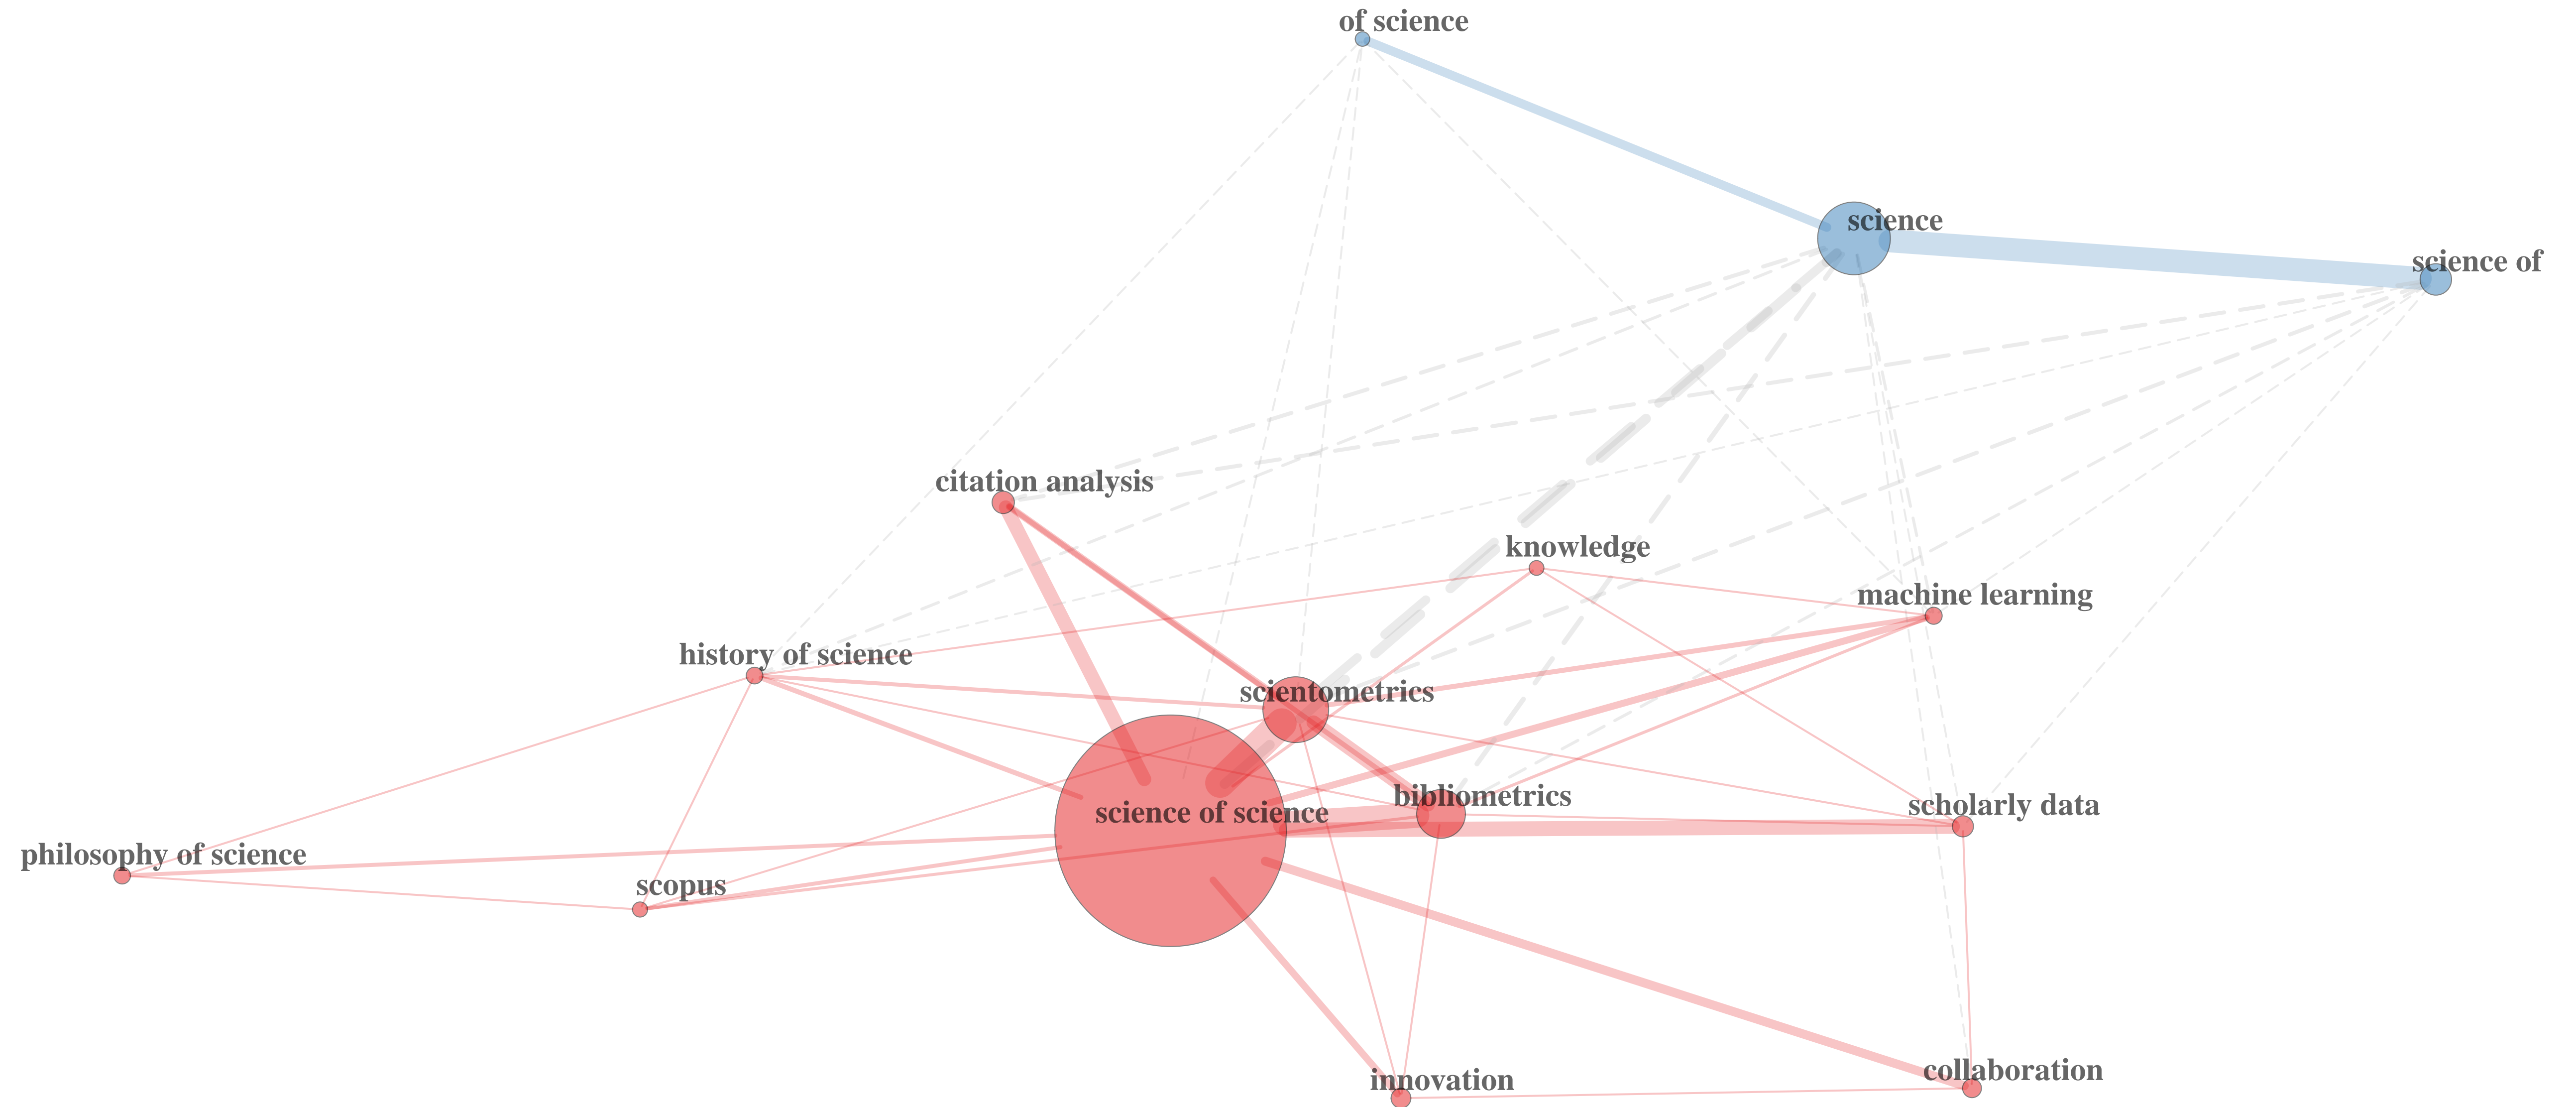 of science
science
science of
citation analysis
knowledge
machine learning
history of science
scientometrics
bibliometrics
scholarly data
science of science
philosophy of science
scopus
collaboration
innovation